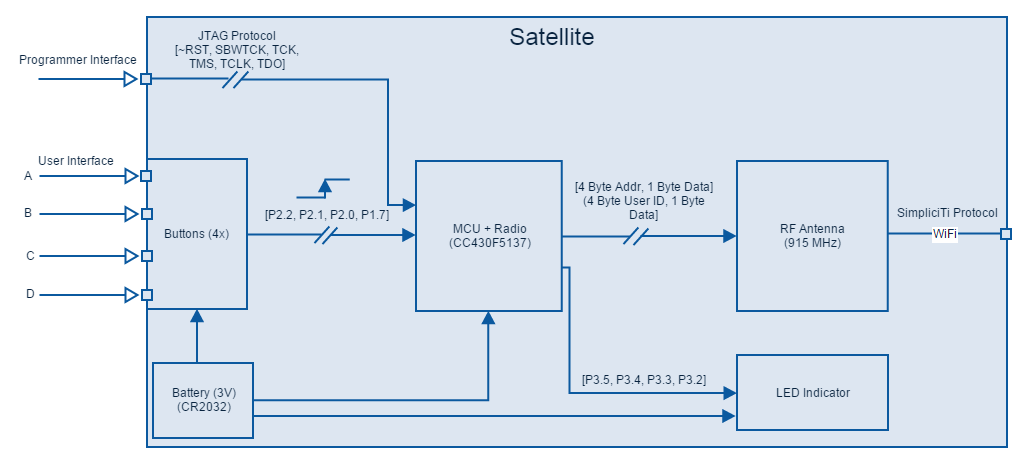 Satellite
JTAG Protocol
[~RST, SBWTCK, TCK,
TMS, TCLK, TDO]
Programmer Interface
User Interface
A
B
C
D
Buttons (4x)
[P2.2, P2.1, P2.0, P1.7]
MCU + Radio
(CC430F5137)
[4 Byte Addr, 1 Byte Data]
(4 Byte User ID, 1 Byte
Data]
RF Antenna
(915 MHz)
SimpliciTi Protocol
WiFi
Battery (3V)
(CR2032)
[P3.5, P3.4, P3.3, P3.2]
LED Indicator